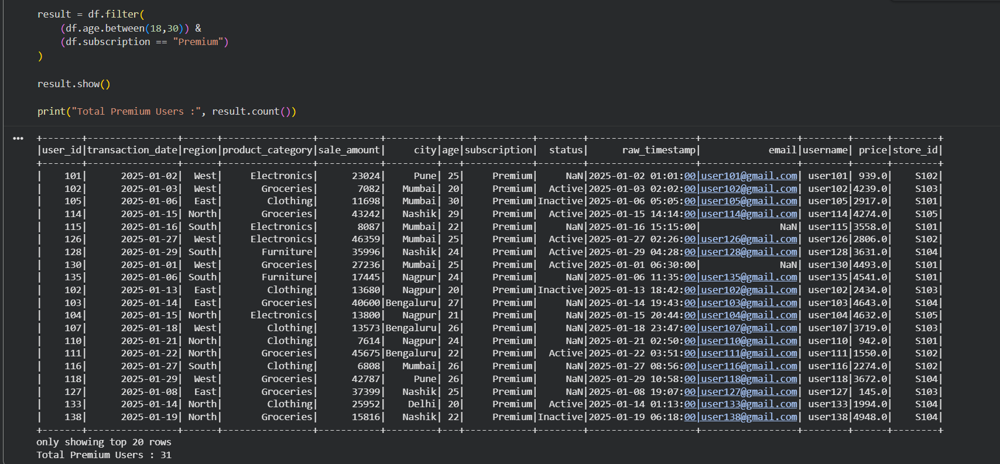 result = df.filter(
    (df.age.between(18,30)) &
    (df.subscription == "Premium")
)
result.show()
print("Total Premium Users :", result.count())
+-------+----------------+------+----------------+-----------+---------+---+------------+--------+-------------------+-----------------+--------+------+--------+
|user_id|transaction_date|region|product_category|sale_amount|     city|age|subscription|  status|      raw_timestamp|            email|username| price|store_id|
+-------+----------------+------+----------------+-----------+---------+---+------------+--------+-------------------+-----------------+--------+------+--------+
|    101|      2025-01-02|  West|     Electronics|      23024|     Pune| 25|     Premium|     NaN|2025-01-02 01:01:00|user101@gmail.com| user101| 939.0|    S102|
|    102|      2025-01-03|  West|       Groceries|       7082|   Mumbai| 20|     Premium|  Active|2025-01-03 02:02:00|user102@gmail.com| user102|4239.0|    S103|
|    105|      2025-01-06|  East|        Clothing|      11698|   Mumbai| 30|     Premium|Inactive|2025-01-06 05:05:00|user105@gmail.com| user105|2917.0|    S101|
|    114|      2025-01-15| North|       Groceries|      43242|   Nashik| 29|     Premium|  Active|2025-01-15 14:14:00|user114@gmail.com| user114|4274.0|    S105|
|    115|      2025-01-16| South|     Electronics|       8087|   Mumbai| 22|     Premium|     NaN|2025-01-16 15:15:00|              NaN| user115|3558.0|    S101|
|    126|      2025-01-27|  West|     Electronics|      46359|   Mumbai| 25|     Premium|  Active|2025-01-27 02:26:00|user126@gmail.com| user126|2806.0|    S102|
|    128|      2025-01-29| South|       Furniture|      35996|   Nashik| 24|     Premium|  Active|2025-01-29 04:28:00|user128@gmail.com| user128|3631.0|    S104|
|    130|      2025-01-01|  West|       Groceries|      27236|   Mumbai| 25|     Premium|  Active|2025-01-01 06:30:00|              NaN| user130|4493.0|    S101|
|    135|      2025-01-06| South|       Furniture|      17445|   Nagpur| 24|     Premium|     NaN|2025-01-06 11:35:00|user135@gmail.com| user135|4541.0|    S101|
|    102|      2025-01-13|  East|        Clothing|      13680|   Nagpur| 20|     Premium|Inactive|2025-01-13 18:42:00|user102@gmail.com| user102|2434.0|    S103|
|    103|      2025-01-14|  East|       Groceries|      40600|Bengaluru| 27|     Premium|     NaN|2025-01-14 19:43:00|user103@gmail.com| user103|4643.0|    S104|
|    104|      2025-01-15| North|     Electronics|      13800|   Nagpur| 21|     Premium|     NaN|2025-01-15 20:44:00|user104@gmail.com| user104|4632.0|    S105|
|    107|      2025-01-18|  West|        Clothing|      13573|Bengaluru| 26|     Premium|     NaN|2025-01-18 23:47:00|user107@gmail.com| user107|3719.0|    S103|
|    110|      2025-01-21| North|        Clothing|       7614|   Nagpur| 24|     Premium|     NaN|2025-01-21 02:50:00|user110@gmail.com| user110| 942.0|    S101|
|    111|      2025-01-22| North|       Groceries|      45675|Bengaluru| 22|     Premium|  Active|2025-01-22 03:51:00|user111@gmail.com| user111|1550.0|    S102|
|    116|      2025-01-27| South|        Clothing|       6808|   Mumbai| 26|     Premium|     NaN|2025-01-27 08:56:00|user116@gmail.com| user116|2274.0|    S102|
|    118|      2025-01-29|  West|       Groceries|      42787|     Pune| 26|     Premium|     NaN|2025-01-29 10:58:00|user118@gmail.com| user118|3672.0|    S104|
|    127|      2025-01-08|  East|       Groceries|      37399|   Nashik| 25|     Premium|     NaN|2025-01-08 19:07:00|user127@gmail.com| user127| 145.0|    S103|
|    133|      2025-01-14| North|        Clothing|      25952|    Delhi| 20|     Premium|  Active|2025-01-14 01:13:00|user133@gmail.com| user133|1994.0|    S104|
|    138|      2025-01-19| North|       Groceries|      15816|   Nashik| 22|     Premium|Inactive|2025-01-19 06:18:00|user138@gmail.com| user138|4948.0|    S104|
+-------+----------------+------+----------------+-----------+---------+---+------------+--------+-------------------+-----------------+--------+------+--------+
only showing top 20 rows
Total Premium Users : 31